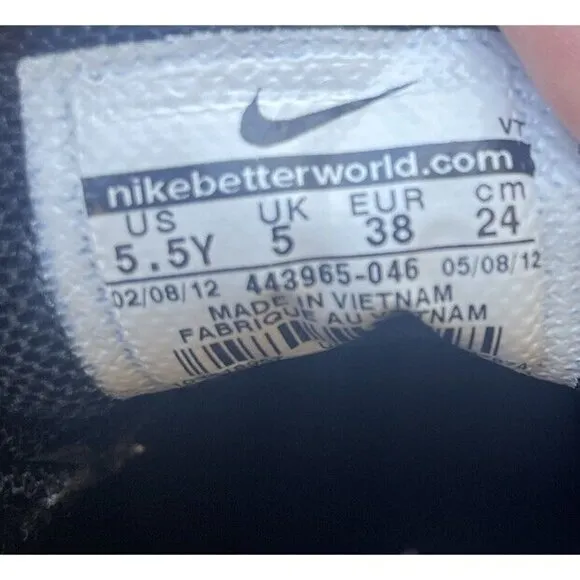 VT
nikebetterworld.com
US UK EUR cm
5.5Y 5 38 24
02/08/12 443965-046 05/08/12
MADE IN VIETNAM
FABRIQUE AU NAM